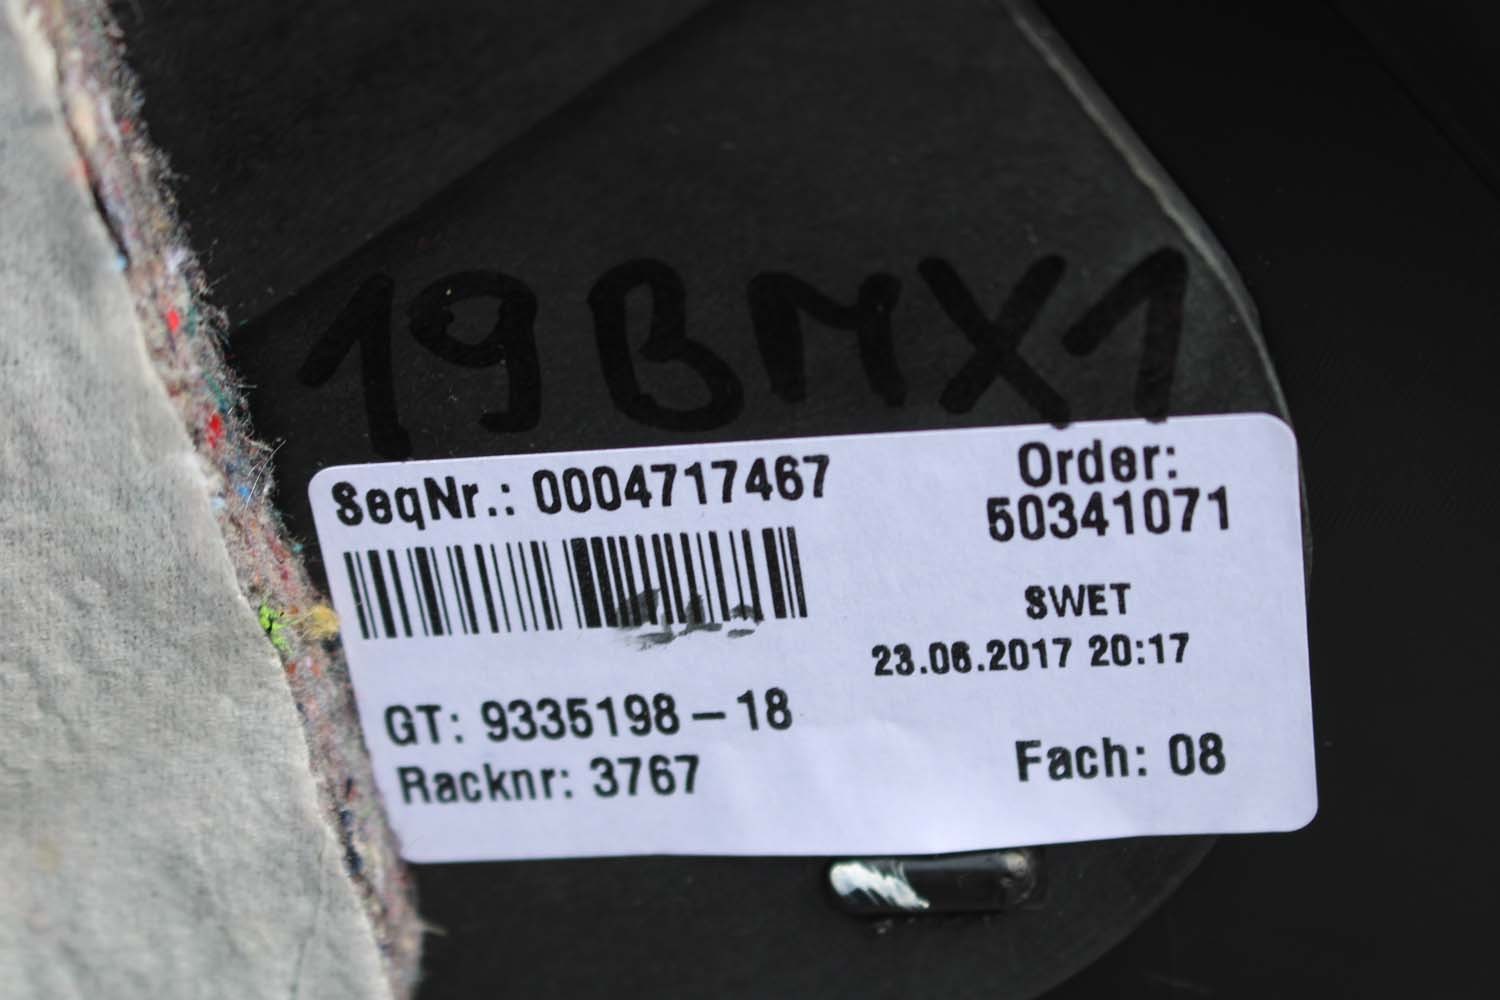 19BMX1
SeqNr.: 0004717467
Order:
50341071
SWET
23.06.2017 20:17
GT: 9335198-18
Racknr: 3767
Fach: 08